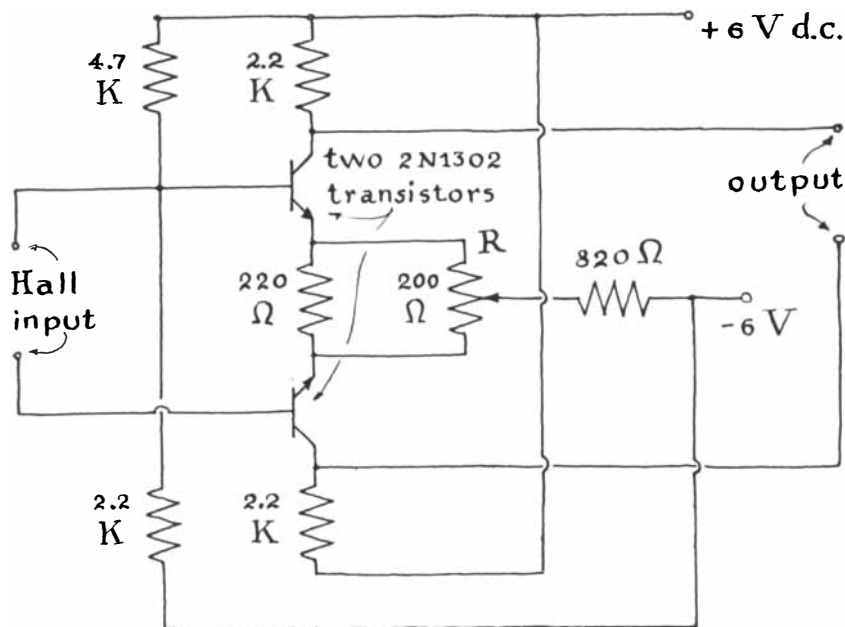 +6 V d.c.
4.7
K
2.2
K
two 2N1302
transistors
output
R
820 Ω
Hall
input
220
Ω
200
Ω
-6 V
2.2
K
2.2
K